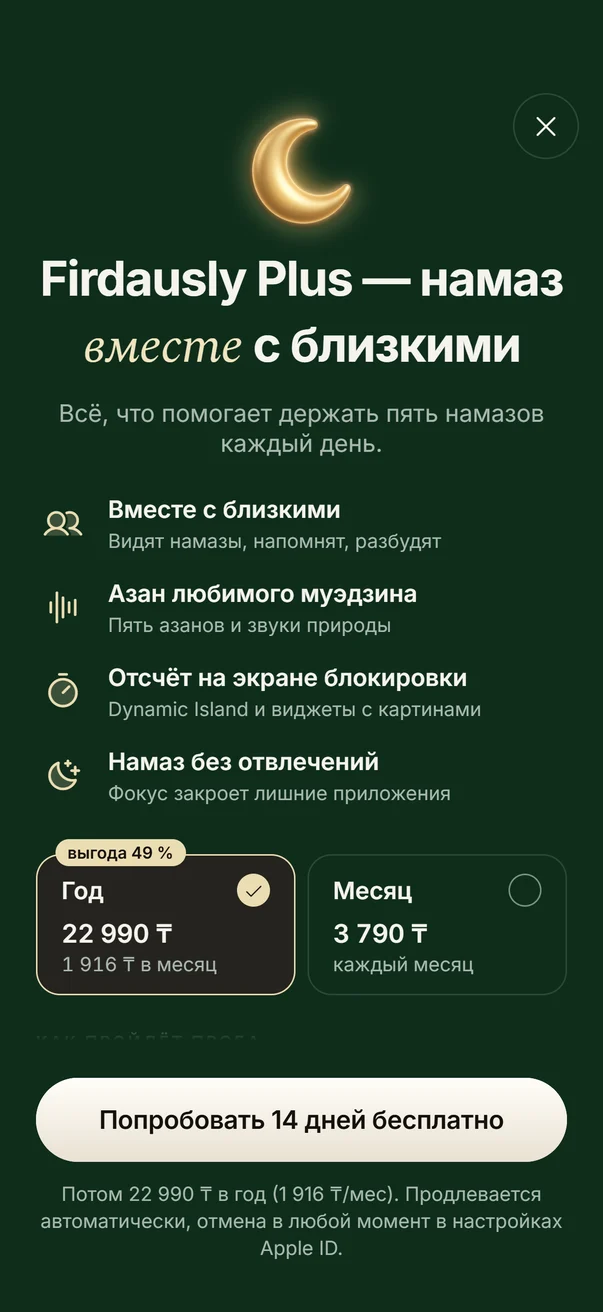 Firdausly Plus — намаз
вместе с близкими
Всё, что помогает держать пять намазов
каждый день.
Вместе с близкими
Видят намазы, напомнят, разбудят
Азан любимого муэдзина
Пять азанов и звуки природы
Отсчёт на экране блокировки
Dynamic Island и виджеты с картинами
Намаз без отвлечений
Фокус закроет лишние приложения
выгода 49 %
Год
22 990 ₸
1 916 ₸ в месяц
Месяц
3 790 ₸
каждый месяц
Попробовать 14 дней бесплатно
Потом 22 990 ₸ в год (1 916 ₸/мес). Продлевается
автоматически, отмена в любой момент в настройках
Apple ID.